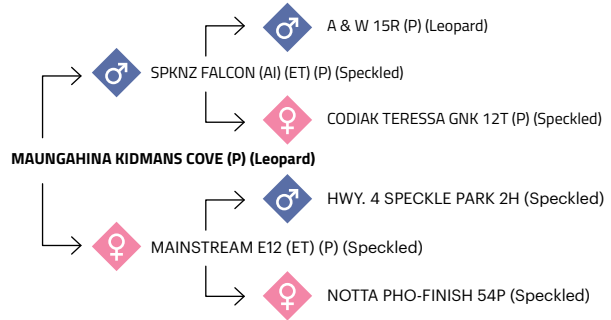 A & W 15R (P) (Leopard)
SPKNZ FALCON (AI) (ET) (P) (Speckled)
CODIAK TERESSA GNK 12T (P) (Speckled)
MAUNGAHINA KIDMANS COVE (P) (Leopard)
HWY. 4 SPECKLE PARK 2H (Speckled)
MAINSTREAM E12 (ET) (P) (Speckled)
NOTTA PHO-FINISH 54P (Speckled)